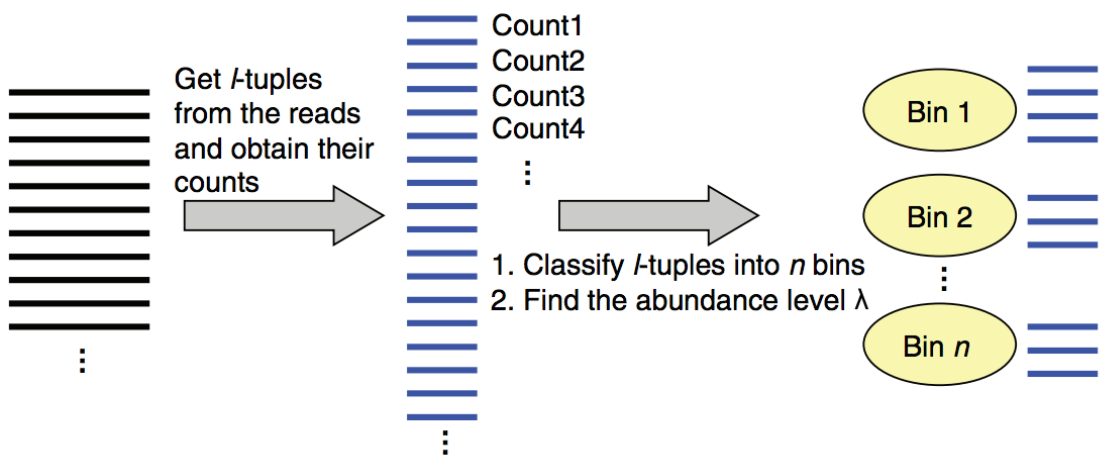 Get l-tuples
from the reads
and obtain their
counts
Count1
Count2
Count3
Count4
1. Classify l-tuples into n bins
2. Find the abundance level λ
Bin 1
Bin 2
Bin n